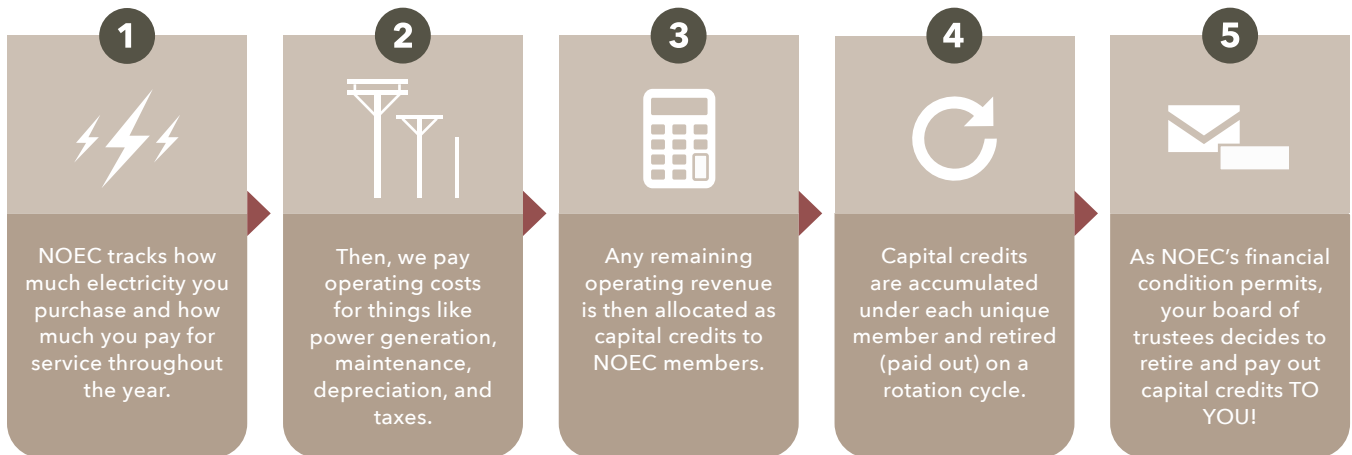 1
NOEC tracks how
much electricity you
purchase and how
much you pay for
service throughout
the year.
2
Then, we pay
operating costs
for things like
power generation,
maintenance,
depreciation, and
taxes.
3
Any remaining
operating revenue
is then allocated as
capital credits to
NOEC members.
4
Capital credits
are accumulated
under each unique
member and retired
(paid out) on a
rotation cycle.
5
As NOEC’s financial
condition permits,
your board of
trustees decides to
retire and pay out
capital credits TO
YOU!